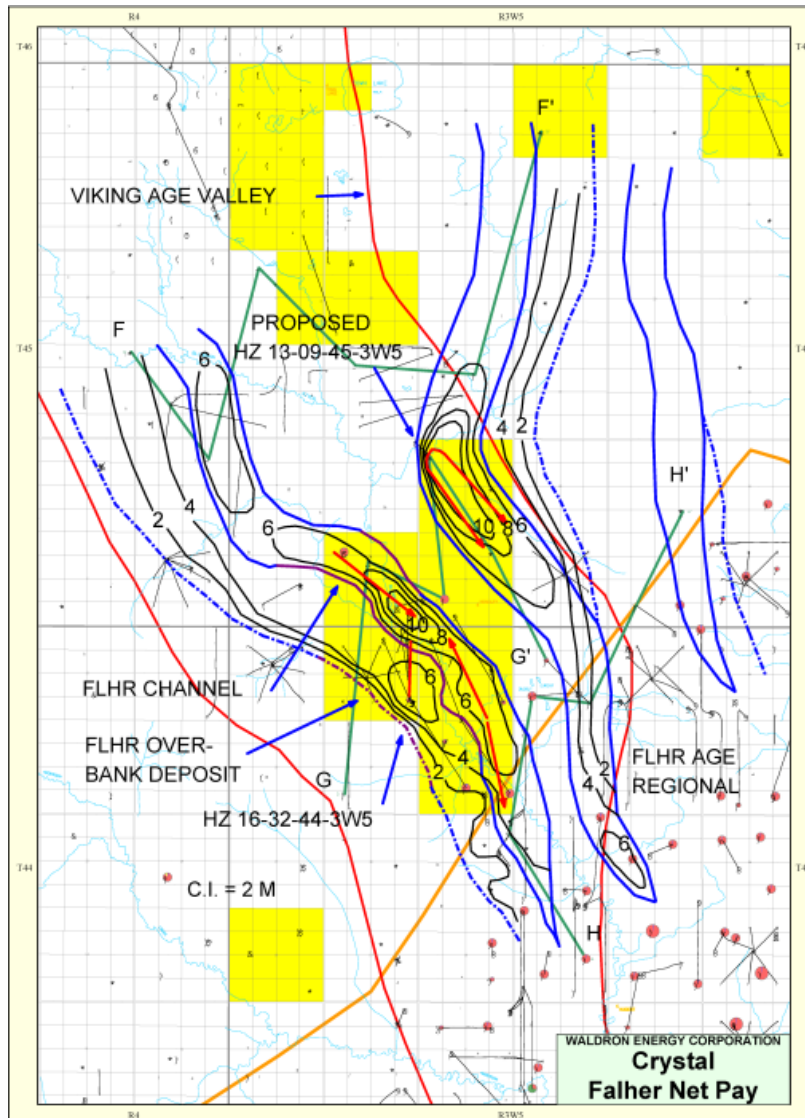 R4
R3W5
T46
T46
F'
VIKING AGE VALLEY
PROPOSED
HZ 13-09-45-3W5
F
T45
6
4
2
H'
2
4
6
6
10
8
6
10
8
G'
6
6
FLHR CHANNEL
FLHR OVER-
BANK DEPOSIT
4
2
2
4
FLHR AGE
REGIONAL
G
HZ 16-32-44-3W5
6
T44
C.I. = 2 M
H
WALDRON ENERGY CORPORATION
Crystal
Falher Net Pay
R4
R3W5